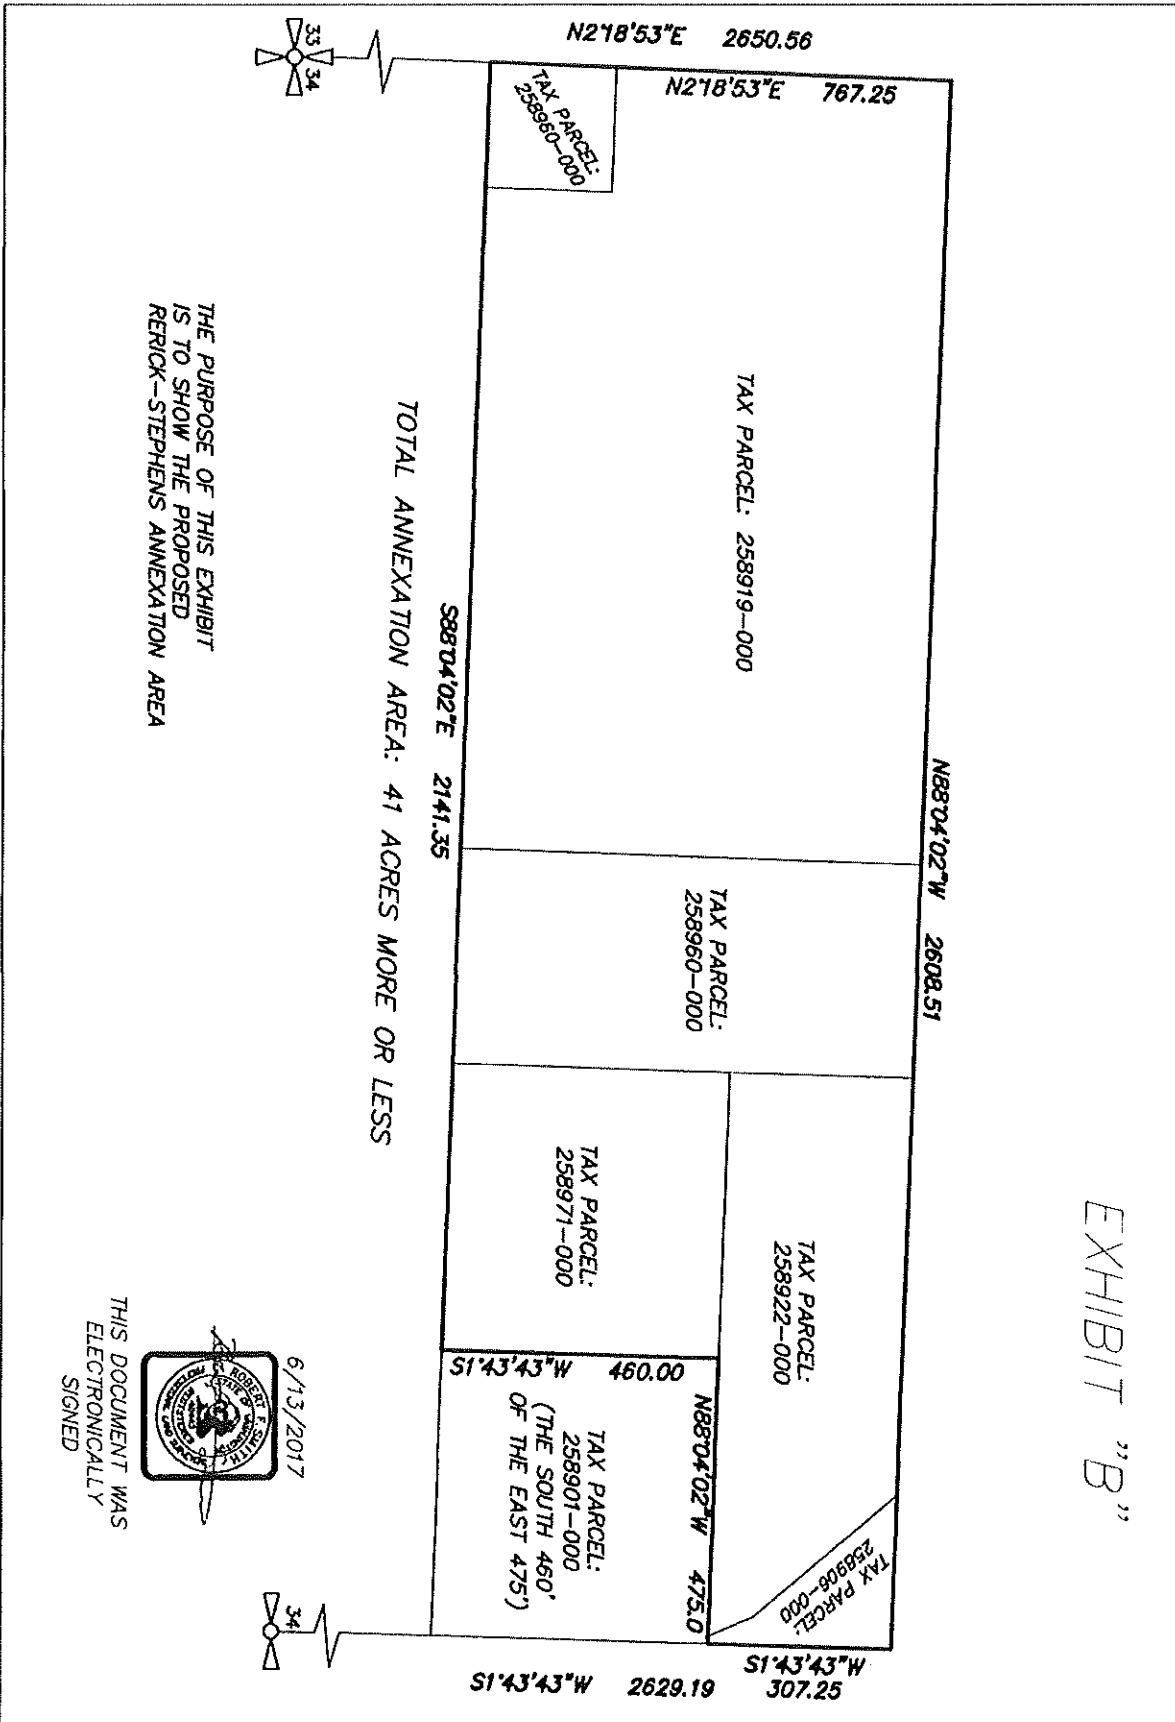 EXHIBIT "B"
N88°04'02"W 2608.51
N2°18'53"E 2650.56
N2°18'53"E 767.25
TAX PARCEL: 258919-000
TAX PARCEL:
258960-000
TAX PARCEL:
258922-000
TAX PARCEL:
258906-000
S1°43'43"W
307.25
S1°43'43"W 2629.19
TAX PARCEL:
258960-000
TAX PARCEL:
258971-000
N88°04'02"W 475.0
S1°43'43"W 460.00
TAX PARCEL:
258901-000
(THE SOUTH 460'
OF THE EAST 475')
S88°04'02"E 2141.35
TOTAL ANNEXATION AREA: 41 ACRES MORE OR LESS
33 34
34
THE PURPOSE OF THIS EXHIBIT
IS TO SHOW THE PROPOSED
RERICK-STEPHENS ANNEXATION AREA
6/13/2017
ROBERT F. SMITH
STATE OF WASHINGTON
THIS DOCUMENT WAS
ELECTRONICALLY
SIGNED